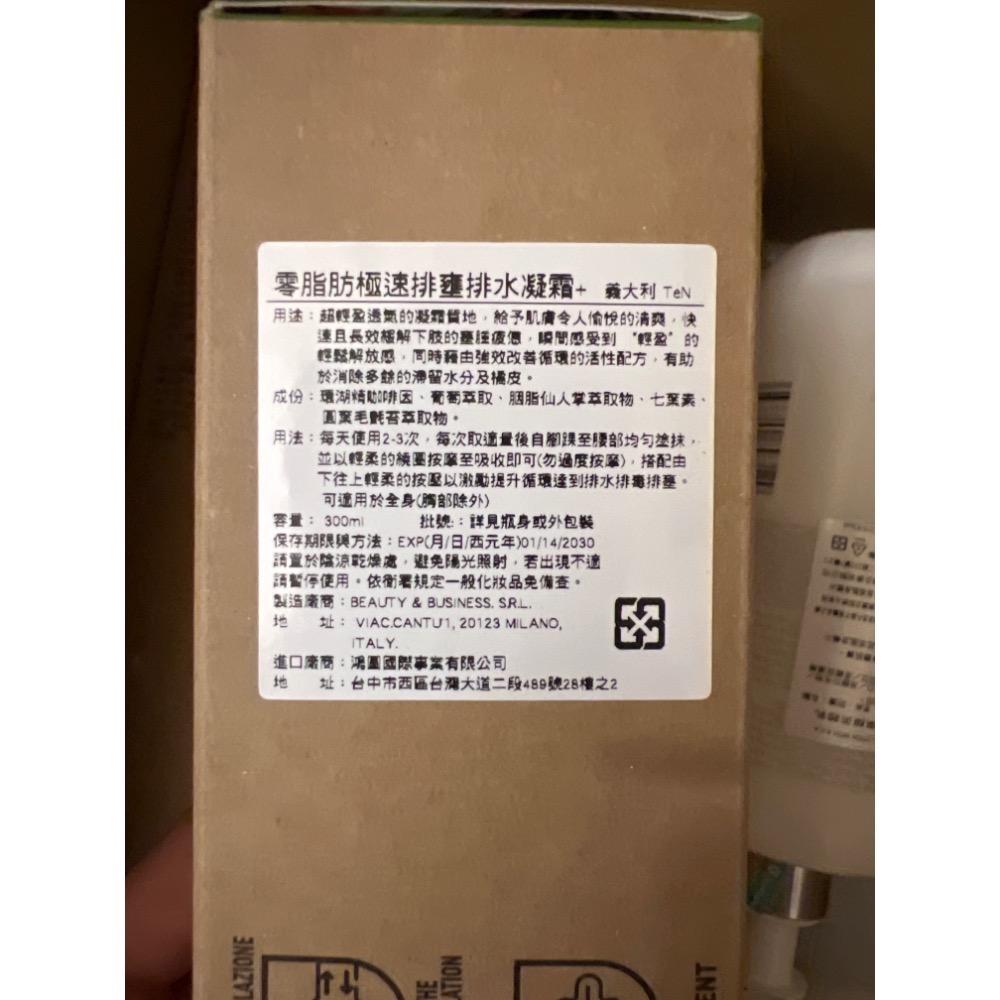 零脂肪極速排壅排水凝霜+ 義大利 TeN
用途：超輕盈透氣的凝霜質地，給予肌膚令人愉悅的清爽，快
速且長效緩解下肢的壅腫疲憊，瞬間感受到 "輕盈" 的
輕鬆解放感，同時藉由強效改善循環的活性配方，有助
於消除多餘的滯留水分及橘皮。
成份：環湖精咖啡因、葡萄萃取、胭脂仙人掌萃取物、七葉素、
圓葉毛氈苔萃取物。
用法：每天使用2-3次，每次取適量後自腳踝至腰部均勻塗抹，
並以輕柔的繞圈按摩至吸收即可(勿過度按摩)，搭配由
下往上輕柔的按壓以激勵提升循環達到排水排毒排壅。
可適用於全身(胸部除外)
容量： 300ml 批號：: 詳見瓶身或外包裝
保存期限與方法：EXP(月/日/西元年)01/14/2030
請置於陰涼乾燥處，避免陽光照射，若出現不適
請暫停使用。依衛署規定一般化妝品免備查。
製造廠商：BEAUTY & BUSINESS. S.R.L.
地 址： VIAC.CANTU'1, 20123 MILANO,
ITALY.
進口廠商：鴻圖國際事業有限公司
地 址：台中市西區台灣大道二段489號28樓之2